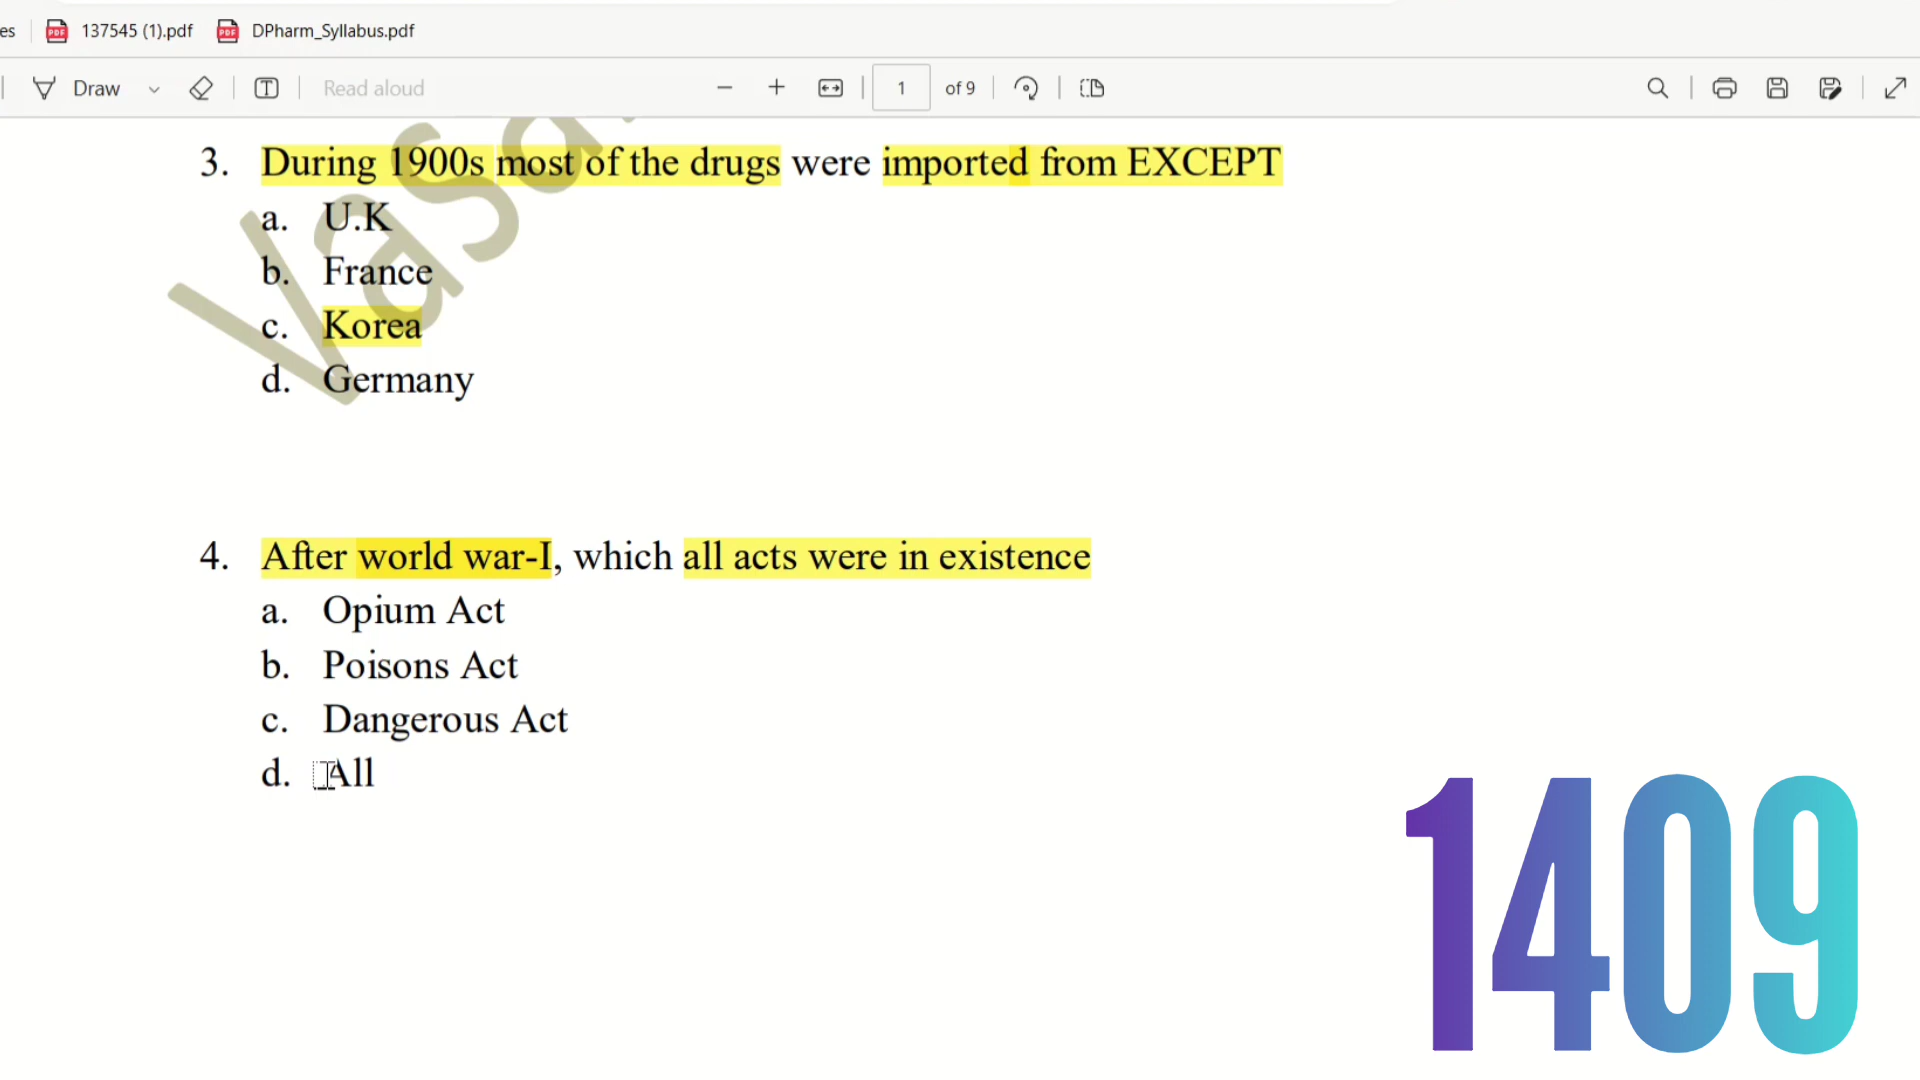 es 137545 (1).pdf DPharm_Syllabus.pdf
Draw Read aloud 1 of 9
3. During 1900s most of the drugs were imported from EXCEPT
a. U.K
b. France
c. Korea
d. Germany
4. After world war-I, which all acts were in existence
a. Opium Act
b. Poisons Act
c. Dangerous Act
d. All
1409